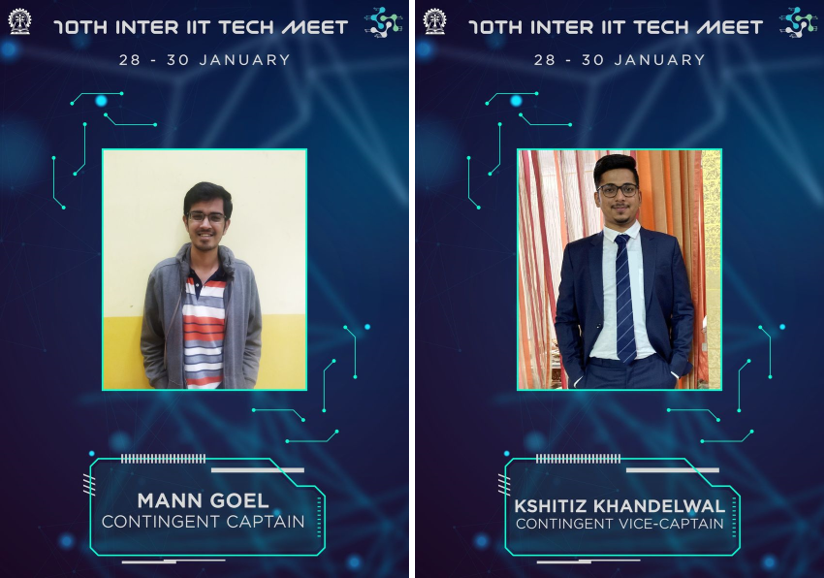 10TH INTER IIT TECH MEET
28 - 30 JANUARY
MANN GOEL
CONTINGENT CAPTAIN
10TH INTER IIT TECH MEET
28 - 30 JANUARY
KSHITIZ KHANDELWAL
CONTINGENT VICE-CAPTAIN